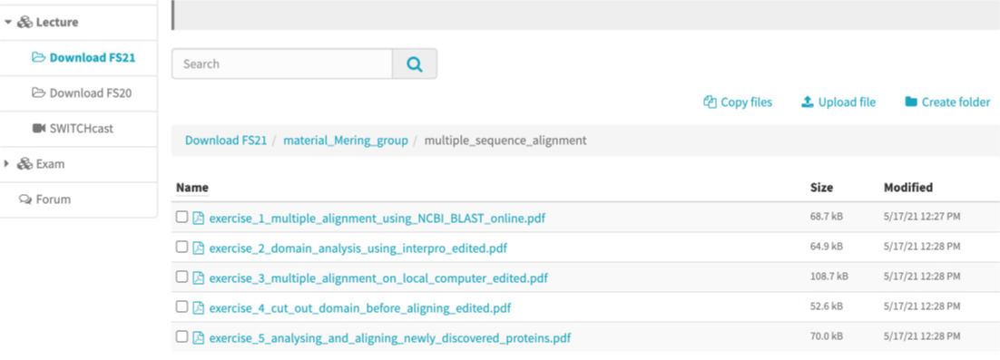 Lecture
Download FS21
Download FS20
SWITCHcast
Exam
Forum
Search
Copy files Upload file Create folder
Download FS21 / material_Mering_group / multiple_sequence_alignment
Name Size Modified
exercise_1_multiple_alignment_using_NCBI_BLAST_online.pdf 68.7 kB 5/17/21 12:27 PM
exercise_2_domain_analysis_using_interpro_edited.pdf 64.9 kB 5/17/21 12:28 PM
exercise_3_multiple_alignment_on_local_computer_edited.pdf 108.7 kB 5/17/21 12:28 PM
exercise_4_cut_out_domain_before_aligning_edited.pdf 52.6 kB 5/17/21 12:28 PM
exercise_5_analysing_and_aligning_newly_discovered_proteins.pdf 70.0 kB 5/17/21 12:28 PM